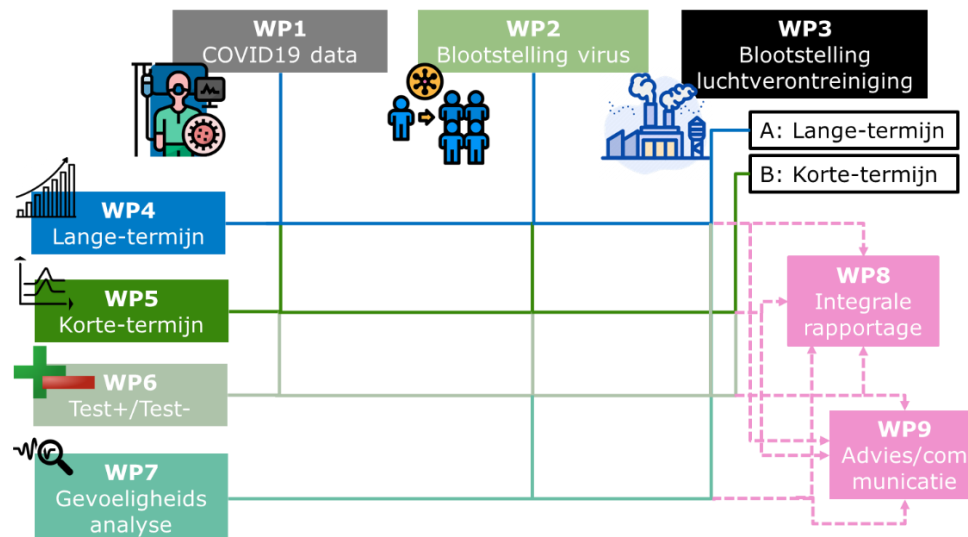 WP1
COVID19 data
WP2
Blootstelling virus
WP3
Blootstelling
luchtverontreiniging
A: Lange-termijn
B: Korte-termijn
WP4
Lange-termijn
WP5
Korte-termijn
WP6
Test+/Test-
WP7
Gevoeligheids
analyse
WP8
Integrale
rapportage
WP9
Advies/com
municatie